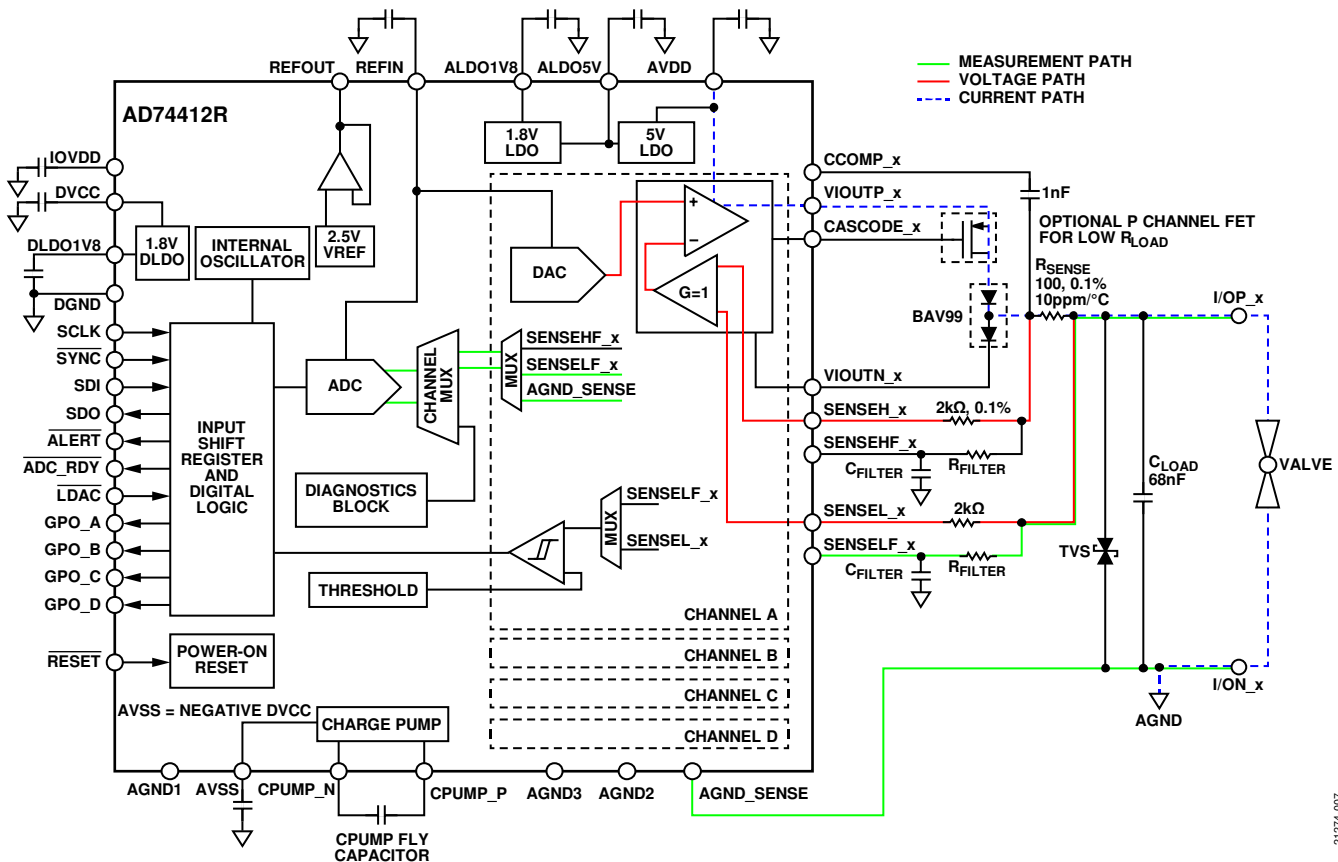 REFOUT
REFIN
ALDO1V8
ALDO5V
AVDD
MEASUREMENT PATH
VOLTAGE PATH
CURRENT PATH
AD74412R
IOVDD
DVCC
DLDO1V8
DGND
SCLK
SYNC
SDI
SDO
ALERT
ADC_RDY
LDAC
GPO_A
GPO_B
GPO_C
GPO_D
RESET
1.8V
DLDO
INTERNAL
OSCILLATOR
2.5V
VREF
1.8V
LDO
5V
LDO
INPUT
SHIFT
REGISTER
AND
DIGITAL
LOGIC
POWER-ON
RESET
ADC
CHANNEL
MUX
MUX
SENSEHF_x
SENSELF_x
AGND_SENSE
DAC
+
−
G=1
DIAGNOSTICS
BLOCK
THRESHOLD
MUX
SENSELF_x
SENSEL_x
CHANNEL A
CHANNEL B
CHANNEL C
CHANNEL D
CCOMP_x
VIOUTP_x
CASCODE_x
VIOUTN_x
SENSEH_x
SENSEHF_x
SENSEL_x
SENSELF_x
1nF
OPTIONAL P CHANNEL FET
FOR LOW RLOAD
RSENSE
100, 0.1%
10ppm/°C
BAV99
2kΩ, 0.1%
CFILTER
RFILTER
2kΩ
CFILTER
RFILTER
I/OP_x
VALVE
CLOAD
68nF
TVS
I/ON_x
AGND
AVSS = NEGATIVE DVCC
CHARGE PUMP
AGND1
AVSS
CPUMP_N
CPUMP_P
AGND3
AGND2
AGND_SENSE
CPUMP FLY
CAPACITOR
21274-007